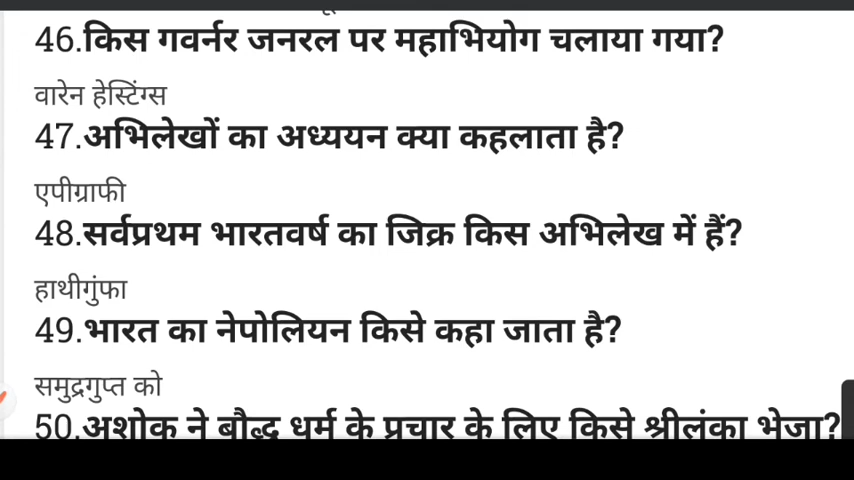 46.किस गवर्नर जनरल पर महाभियोग चलाया गया?
वारेन हेस्टिंग्स
47.अभिलेखों का अध्ययन क्या कहलाता है?
एपीग्राफी
48.सर्वप्रथम भारतवर्ष का जिक्र किस अभिलेख में हैं?
हाथीगुंफा
49.भारत का नेपोलियन किसे कहा जाता है?
समुद्रगुप्त को
50.अशोक ने बौद्ध धर्म के प्रचार के लिए किसे श्रीलंका भेजा?